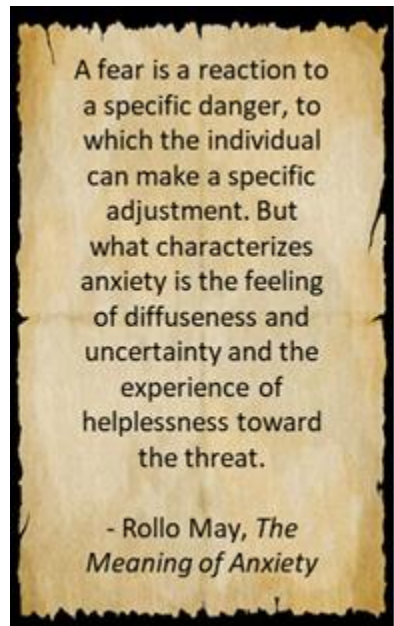 A fear is a reaction to
a specific danger, to
which the individual
can make a specific
adjustment. But
what characterizes
anxiety is the feeling
of diffuseness and
uncertainty and the
experience of
helplessness toward
the threat.
- Rollo May, The
Meaning of Anxiety